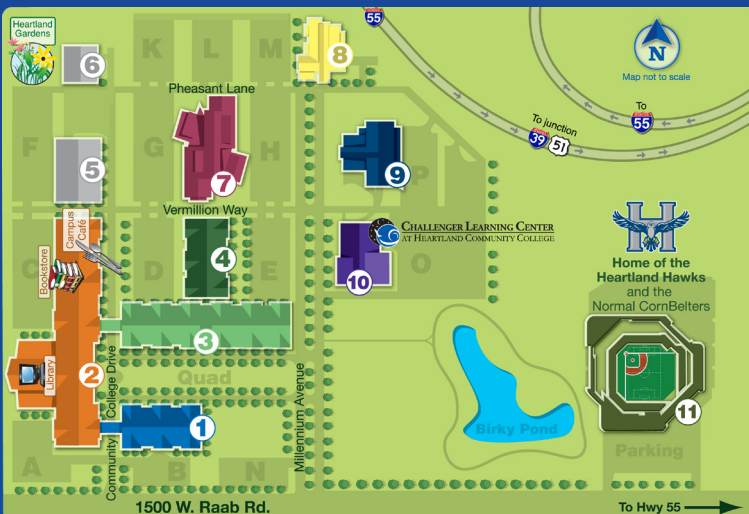 Heartland
Gardens
K
L
M
8
55
N
Map not to scale
6
Pheasant Lane
To junction
39
51
To
55
F
5
G
7
H
9
P
Vermillion Way
Campus
Café
Bookstore
C
D
4
E
CHALLENGER LEARNING CENTER
AT HEARTLAND COMMUNITY COLLEGE
10
O
H
Home of the
Heartland Hawks
and the
Normal CornBelters
3
Library
2
Community College Drive
Quad
Millennium Avenue
11
1
Birky Pond
A
B
N
Parking
1500 W. Raab Rd.
To Hwy 55